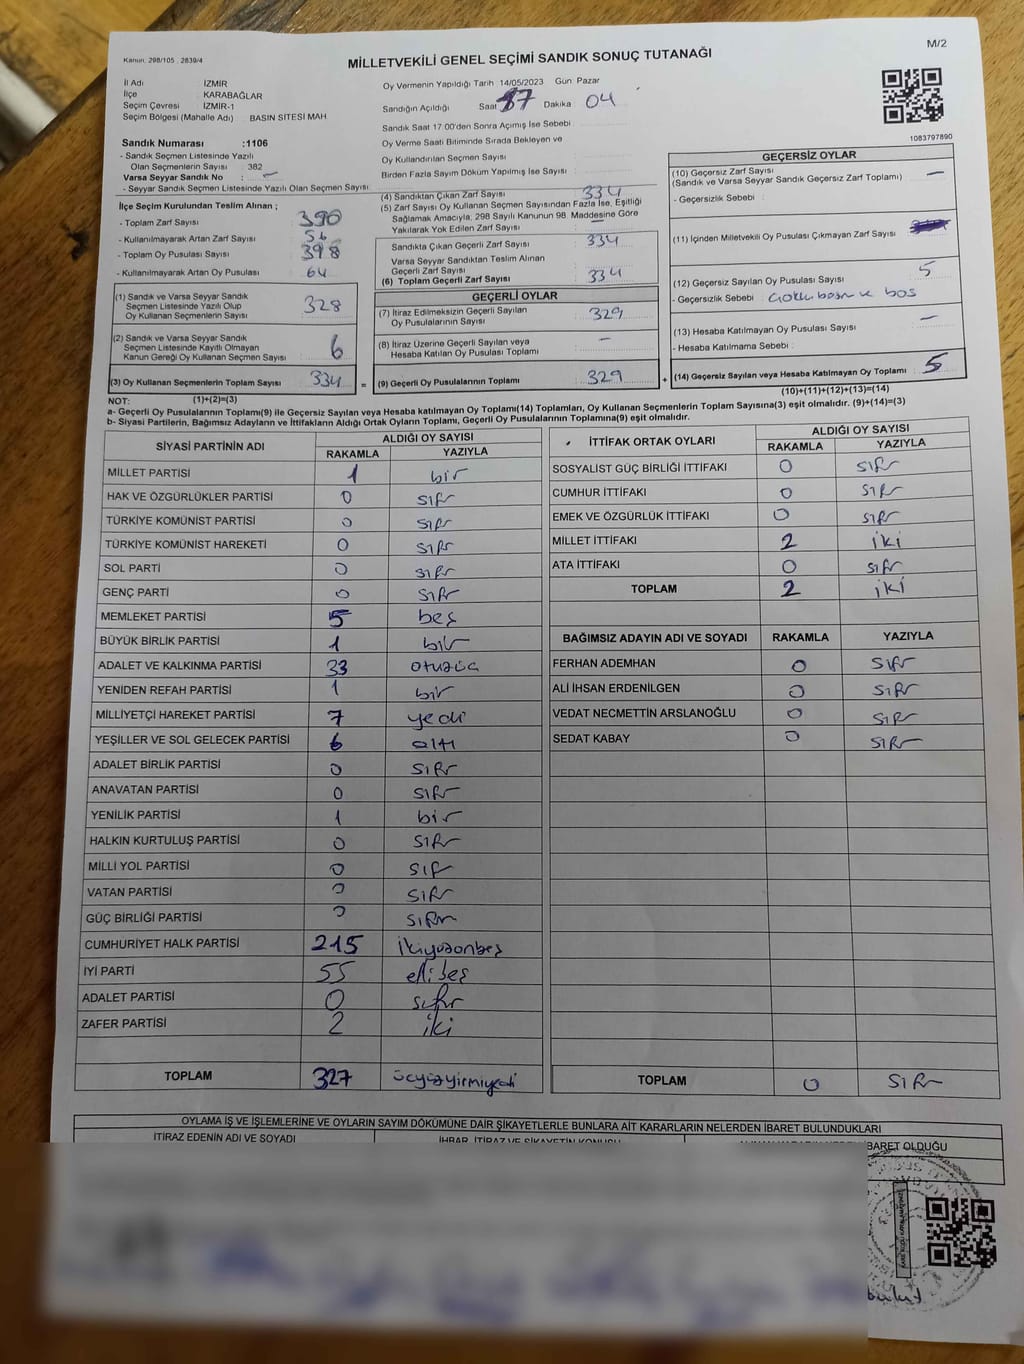 M/2
Kanun. 298/105 . 2839/4
MİLLETVEKİLİ GENEL SEÇİMİ SANDIK SONUÇ TUTANAĞI
İl Adı İZMİR
İlçe KARABAĞLAR
Seçim Çevresi İZMİR-1
Seçim Bölgesi (Mahalle Adı) . BASIN SİTESİ MAH
Sandık Numarası :1106
- Sandık Seçmen Listesinde Yazılı
Olan Seçmenlerin Sayısı : 382
Varsa Seyyar Sandık No : -
- Seyyar Sandık Seçmen Listesinde Yazılı Olan Seçmen Sayısı
Oy Vermenin Yapıldığı Tarih 14/05/2023 Gün Pazar
Sandığın Açıldığı Saat 17 Dakika 04
Sandık Saat 17:00'den Sonra Açımış İse Sebebi
Oy Verme Saati Bitiminde Sırada Bekleyen ve
Oy Kullandırılan Seçmen Sayısı
Birden Fazla Sayım Döküm Yapılmış İse Sayısı
1083797890
İlçe Seçim Kurulundan Teslim Alınan ;
- Toplam Zarf Sayısı 390
- Kullanılmayarak Artan Zarf Sayısı 56
- Toplam Oy Pusulası Sayısı 398
- Kullanılmayarak Artan Oy Pusulası 64
(1) Sandık ve Varsa Seyyar Sandık
Seçmen Listesinde Yazılı Olup
Oy Kullanan Seçmenlerin Sayısı 328
(2) Sandık ve Varsa Seyyar Sandık
Seçmen Listesinde Kayıtlı Olmayan
Kanun Gereği Oy Kullanan Seçmen Sayısı 6
(3) Oy Kullanan Seçmenlerin Toplam Sayısı 334 =
(4) Sandıktan Çıkan Zarf Sayısı 334
(5) Zarf Sayısı Oy Kullanan Seçmen Sayısından Fazla İse, Eşitliği
Sağlamak Amacıyla; 298 Sayılı Kanunun 98 Maddesine Göre
Yakılarak Yok Edilen Zarf Sayısı -
Sandıkta Çıkan Geçerli Zarf Sayısı 334
Varsa Seyyar Sandıktan Teslim Alınan
Geçerli Zarf Sayısı
(6) Toplam Geçerli Zarf Sayısı 334
GEÇERLİ OYLAR
(7) İtiraz Edilmeksizin Geçerli Sayılan
Oy Pusulalarının Sayısı 329
(8) İtiraz Üzerine Geçerli Sayılan veya
Hesaba Katılan Oy Pusulası Toplamı -
(9) Geçerli Oy Pusulalarının Toplamı 329 +
GEÇERSİZ OYLAR
(10) Geçersiz Zarf Sayısı
(Sandık ve Varsa Seyyar Sandık Geçersiz Zarf Toplamı) -
- Geçersizlik Sebebi :
(11) İçinden Milletvekili Oy Pusulası Çıkmayan Zarf Sayısı
(12) Geçersiz Sayılan Oy Pusulası Sayısı 5
- Geçersizlik Sebebi ve boş
(13) Hesaba Katılmayan Oy Pusulası Sayısı -
- Hesaba Katılmama Sebebi :
(14) Geçersiz Sayılan veya Hesaba Katılmayan Oy Toplamı 5
NOT: (1)+(2)=(3) (10)+(11)+(12)+(13)=(14)
a- Geçerli Oy Pusulalarının Toplamı(9) ile Geçersiz Sayılan veya Hesaba katılmayan Oy Toplamı(14) Toplamları, Oy Kullanan Seçmenlerin Toplam Sayısına(3) eşit olmalıdır. (9)+(14)=(3)
b- Siyasi Partilerin, Bağımsız Adayların ve İttifakların Aldığı Ortak Oyların Toplamı, Geçerli Oy Pusulalarının Toplamına(9) eşit olmalıdır.
SİYASİ PARTİNİN ADI ALDIĞI OY SAYISI
RAKAMLA YAZIYLA
MİLLET PARTİSİ 1 bir
HAK VE ÖZGÜRLÜKLER PARTİSİ 0 sıfır
TÜRKİYE KOMÜNİST PARTİSİ 0 sıfır
TÜRKİYE KOMÜNİST HAREKETİ 0 sıfır
SOL PARTİ 0 sıfır
GENÇ PARTİ 0 sıfır
MEMLEKET PARTİSİ 5 beş
BÜYÜK BİRLİK PARTİSİ 1 bir
ADALET VE KALKINMA PARTİSİ 33 otuzüç
YENİDEN REFAH PARTİSİ 1 bir
MİLLİYETÇİ HAREKET PARTİSİ 7 yedi
YEŞİLLER VE SOL GELECEK PARTİSİ 6 altı
ADALET BİRLİK PARTİSİ 0 sıfır
ANAVATAN PARTİSİ 0 sıfır
YENİLİK PARTİSİ 1 bir
HALKIN KURTULUŞ PARTİSİ 0 sıfır
MİLLİ YOL PARTİSİ 0 sıfır
VATAN PARTİSİ 0 sıfır
GÜÇ BİRLİĞİ PARTİSİ 0 sıfır
CUMHURİYET HALK PARTİSİ 215 ikiyüzonbeş
İYİ PARTİ 55 ellibeş
ADALET PARTİSİ 0 sıfır
ZAFER PARTİSİ 2 iki
TOPLAM 327 üçyüzyirmiyedi
İTTİFAK ORTAK OYLARI ALDIĞI OY SAYISI
RAKAMLA YAZIYLA
SOSYALİST GÜÇ BİRLİĞİ İTTİFAKI 0 sıfır
CUMHUR İTTİFAKI 0 sıfır
EMEK VE ÖZGÜRLÜK İTTİFAKI 0 sıfır
MİLLET İTTİFAKI 2 iki
ATA İTTİFAKI 0 sıfır
TOPLAM 2 iki
BAĞIMSIZ ADAYIN ADI VE SOYADI RAKAMLA YAZIYLA
FERHAN ADEMHAN 0 sıfır
ALİ İHSAN ERDENİLGEN 0 sıfır
VEDAT NECMETTİN ARSLANOĞLU 0 sıfır
SEDAT KABAY 0 sıfır
TOPLAM 0 sıfır
OYLAMA İŞ VE İŞLEMLERİNE VE OYLARIN SAYIM DÖKÜMÜNE DAİR ŞİKAYETLERLE BUNLARA AİT KARARLARIN NELERDEN İBARET BULUNDUKLARI
İTİRAZ EDENİN ADI VE SOYADI İHBAR, İTİRAZ VE ŞİKAYETİN KONUSU BARET OLDUĞU
bulut